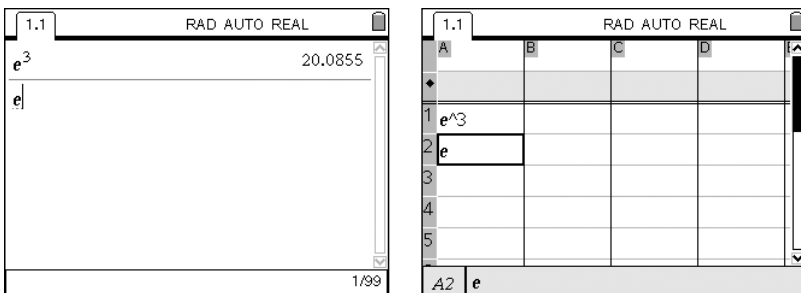 1.1 RAD AUTO REAL
e³ 20.0855
e
1/99
1.1 RAD AUTO REAL
A B C D
1 e^3
2 e
3
4
5
A2 e